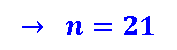 → n = 21